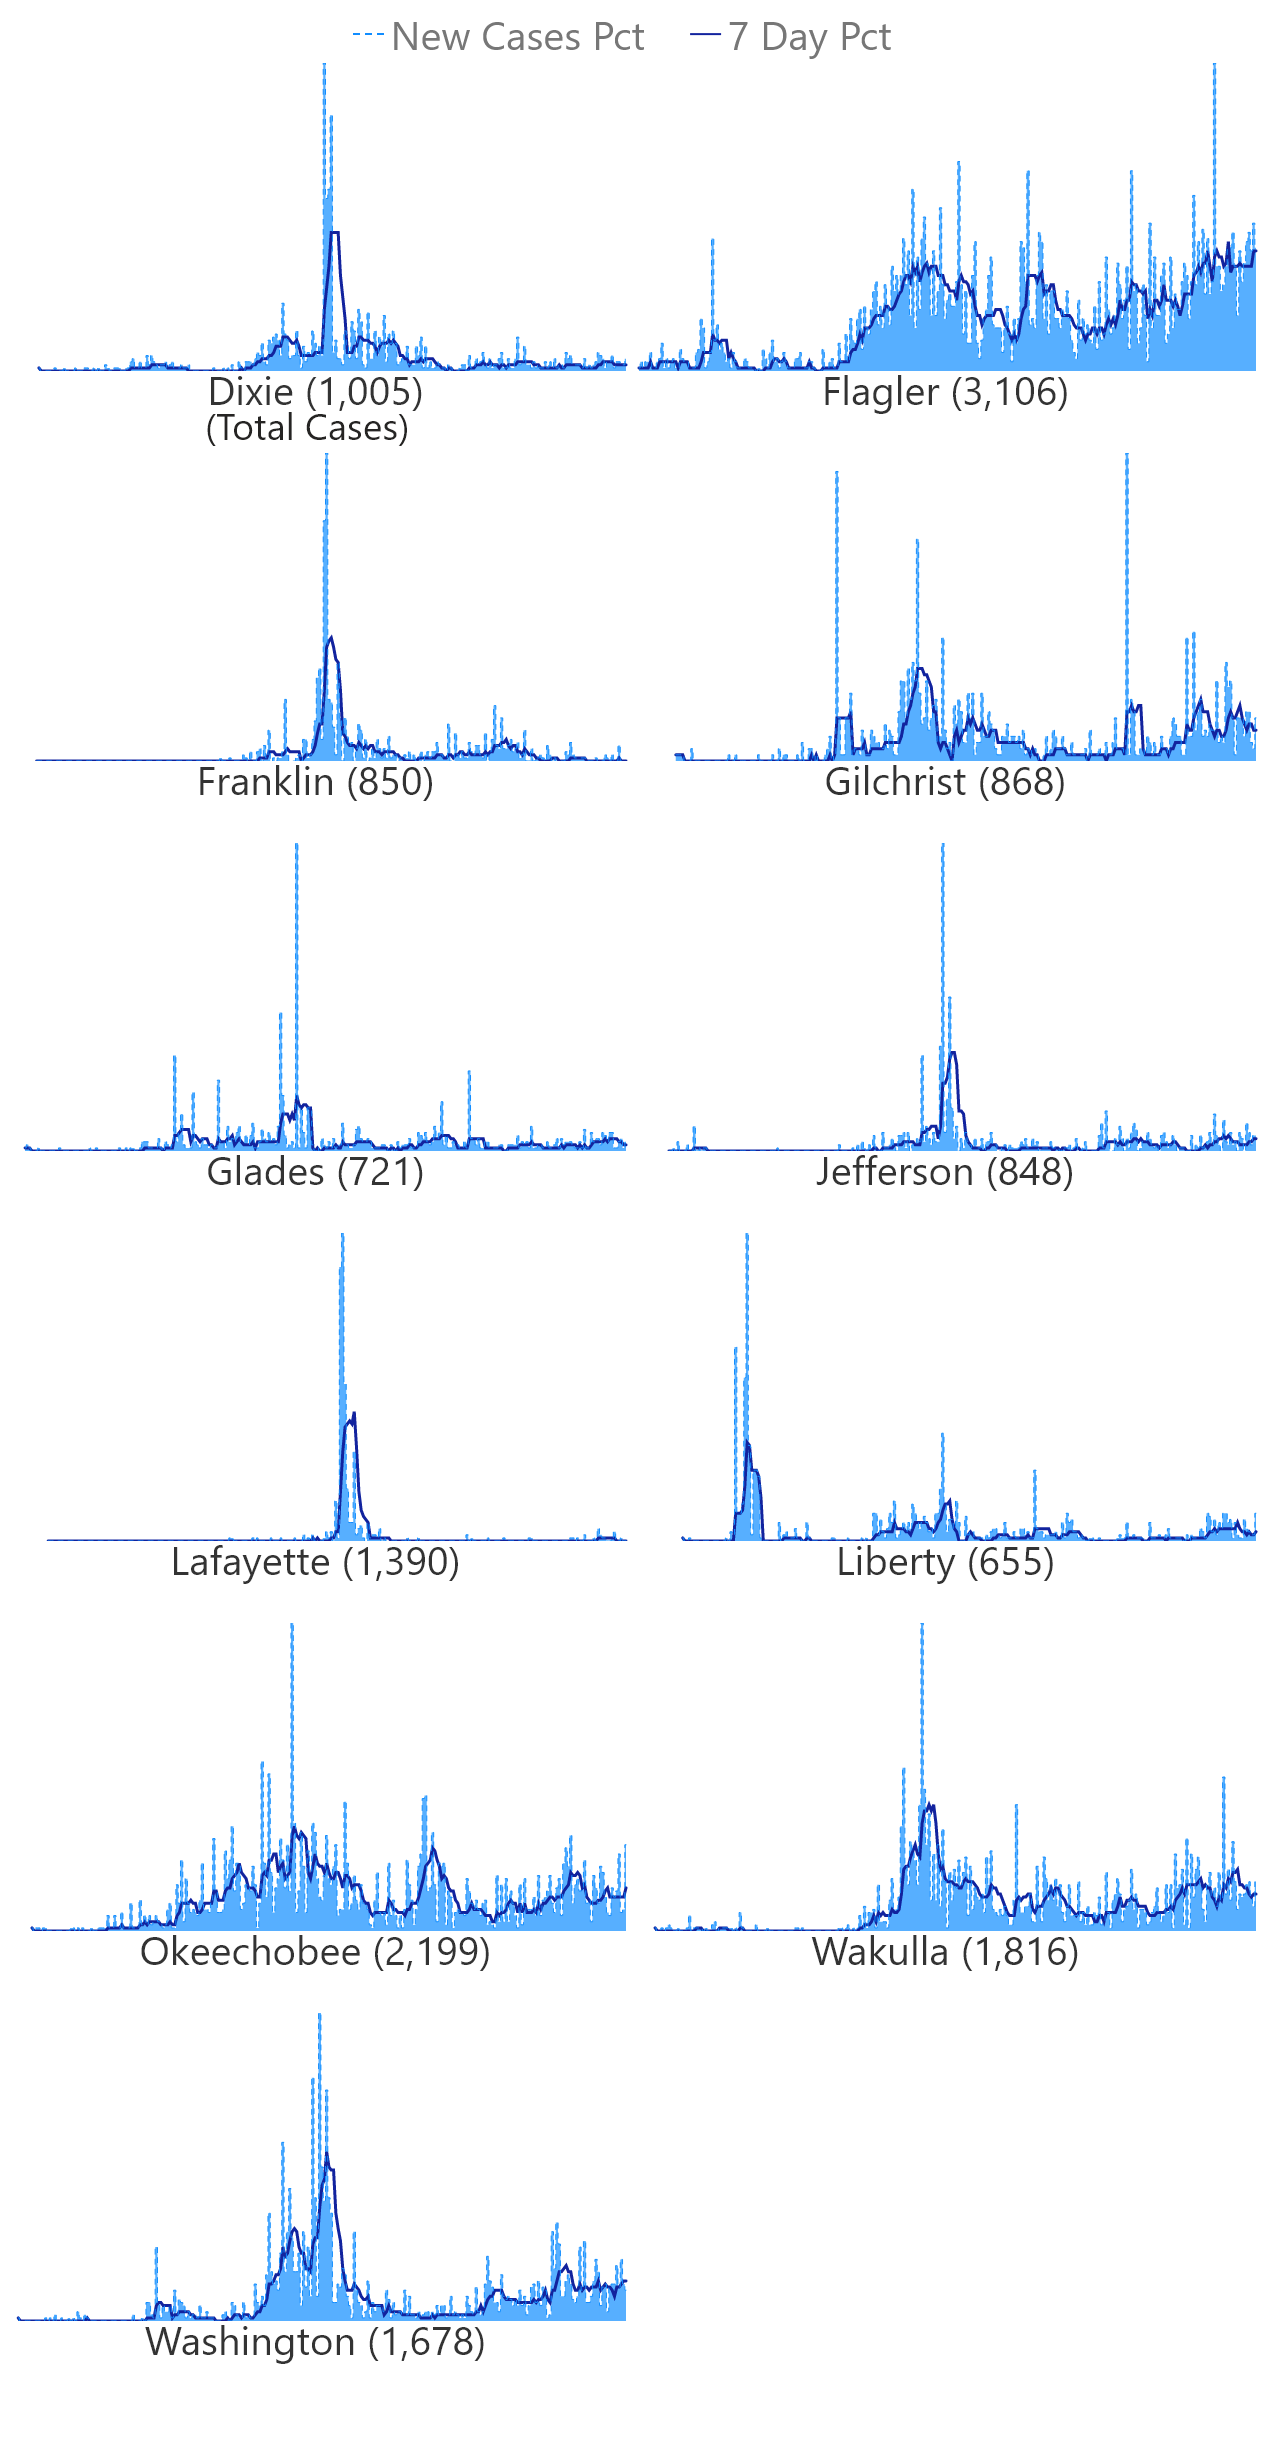 New Cases Pct 7 Day Pct
Dixie (1,005) Flagler (3,106)
(Total Cases)
Franklin (850) Gilchrist (868)
Glades (721) Jefferson (848)
Lafayette (1,390) Liberty (655)
Okeechobee (2,199) Wakulla (1,816)
Washington (1,678)